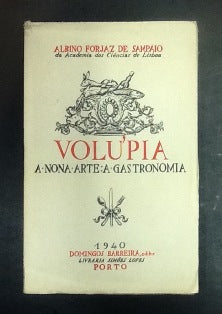 ALBINO FORJAZ DE SAMPAIO
da Academia das Ciências de Lisboa
VOLÚPIA
A·NONA·ARTE:A·GASTRONOMIA
1940
DOMINGOS BARREIRA, editor
LIVRARIA SIMÕES LOPES
PORTO